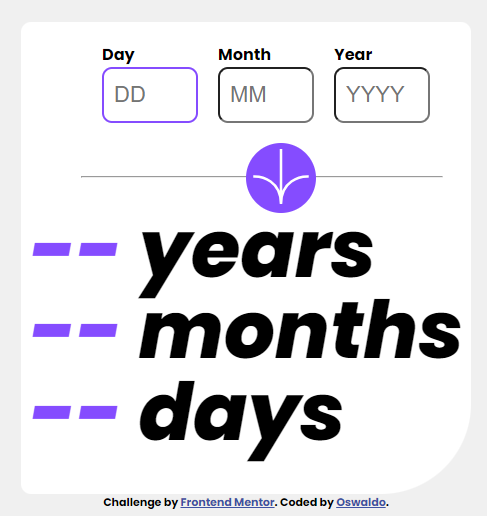 Day Month Year
DD MM YYYY
-- years
-- months
-- days
Challenge by Frontend Mentor. Coded by Oswaldo.